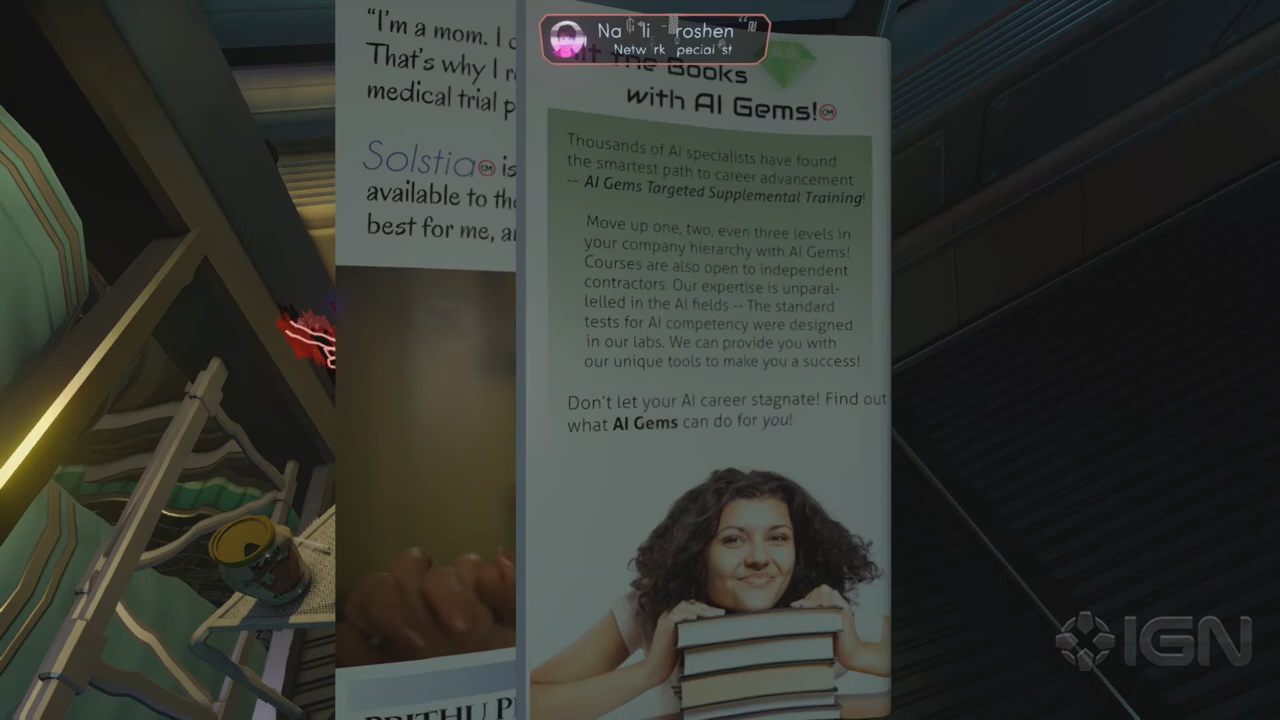 "I'm a mom. I
That's why I
medical trial
Solstia CM is
available to
best for me,
PRITHU
the Books
with AI Gems! CM
Thousands of AI specialists have found
the smartest path to career advancement
-- AI Gems Targeted Supplemental Training!
Move up one, two, even three levels in
your company hierarchy with AI Gems!
Courses are also open to independent
contractors. Our expertise is unparal-
lelled in the AI fields -- The standard
tests for AI competency were designed
in our labs. We can provide you with
our unique tools to make you a success!
Don't let your AI career stagnate! Find out
what AI Gems can do for you!
IGN